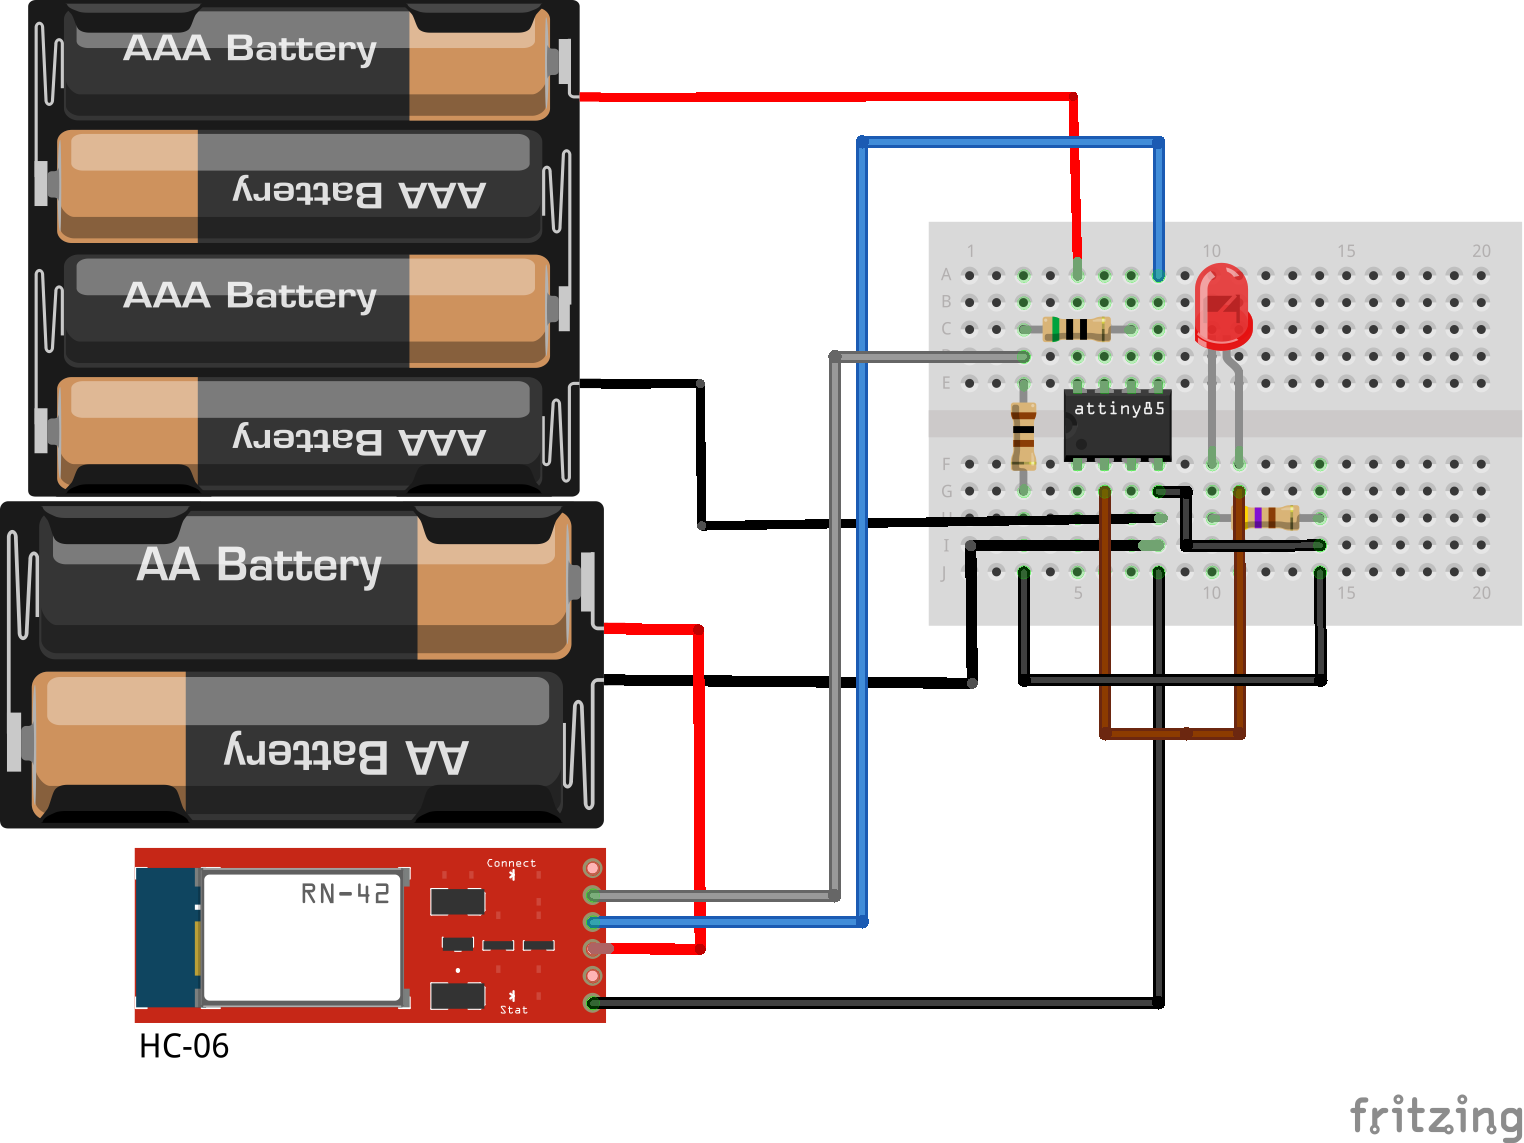 AAA Battery
AAA Battery
AAA Battery
AAA Battery
1 10 15 20
A
B
C
E
attiny85
F
G
I
J
5 10 15 20
AA Battery
AA Battery
Connect
RN-42
Stat
HC-06
fritzing